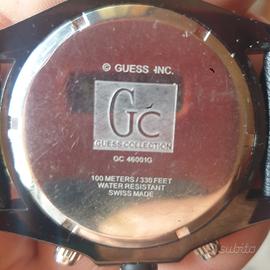 © GUESS INC.
Gc
GUESS COLLECTION
GC 46001G
100 METERS / 330 FEET
WATER RESISTANT
SWISS MADE
subito